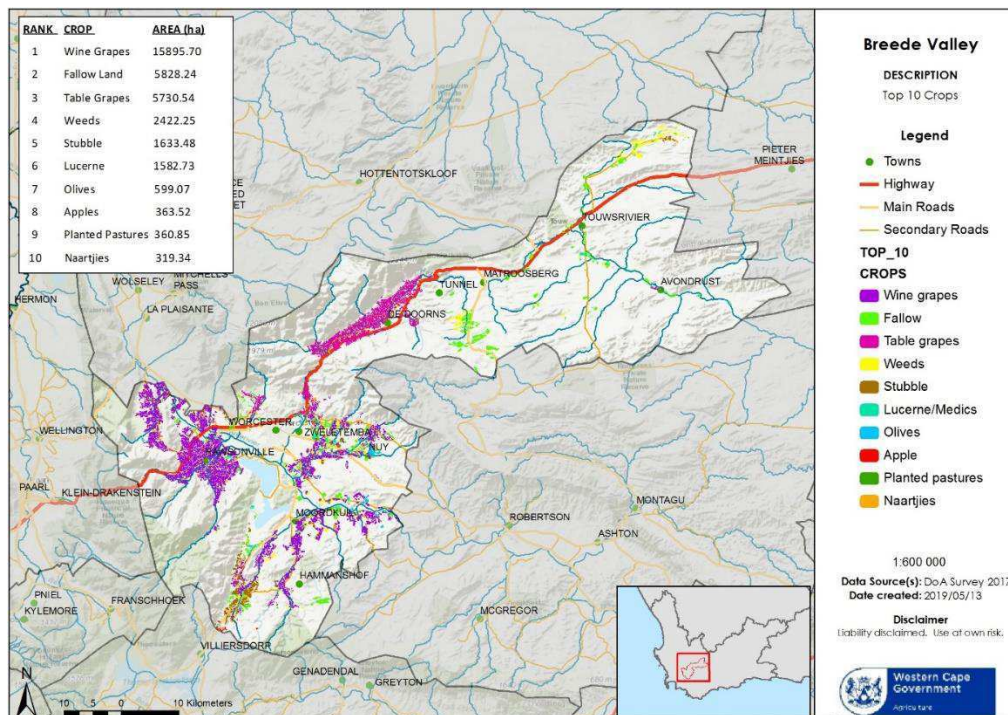 RANK CROP AREA (ha)
1 Wine Grapes 15895.70
2 Fallow Land 5828.24
3 Table Grapes 5730.54
4 Weeds 2422.25
5 Stubble 1633.48
6 Lucerne 1582.73
7 Olives 599.07
8 Apples 363.52
9 Planted Pastures 360.85
10 Naartjies 319.34
PIETER
MEINTJIES
HOTTENTOTSKLOOF
TOUWSRIVIER
MATROOSBERG
TUNNEL
AVONDRUST
DE DOORNS
MITCHELLS
PASS
WOLSELEY
HERMON
LA PLAISANTE
WORCESTER
ZWELETEMBA
NUY
WELLINGTON
RAWSONVILLE
PAARL
KLEIN-DRAKENSTEIN
MONTAGU
MOORDKUIL
ROBERTSON
ASHTON
HAMMANSHOF
PNIEL
FRANSCHHOEK
KYLEMORE
MCGREGOR
VILLIERSDORP
GENADENDAL
GREYTON
N
10 5 0 10 Kilometers
Breede Valley
DESCRIPTION
Top 10 Crops
Legend
Towns
Highway
Main Roads
Secondary Roads
TOP_10
CROPS
Wine grapes
Fallow
Table grapes
Weeds
Stubble
Lucerne/Medics
Olives
Apple
Planted pastures
Naartjies
1:600 000
Data Source(s): DoA Survey 2017
Date created: 2019/05/13
Disclaimer
Liability disclaimed. Use at own risk.
Western Cape
Government
Agriculture